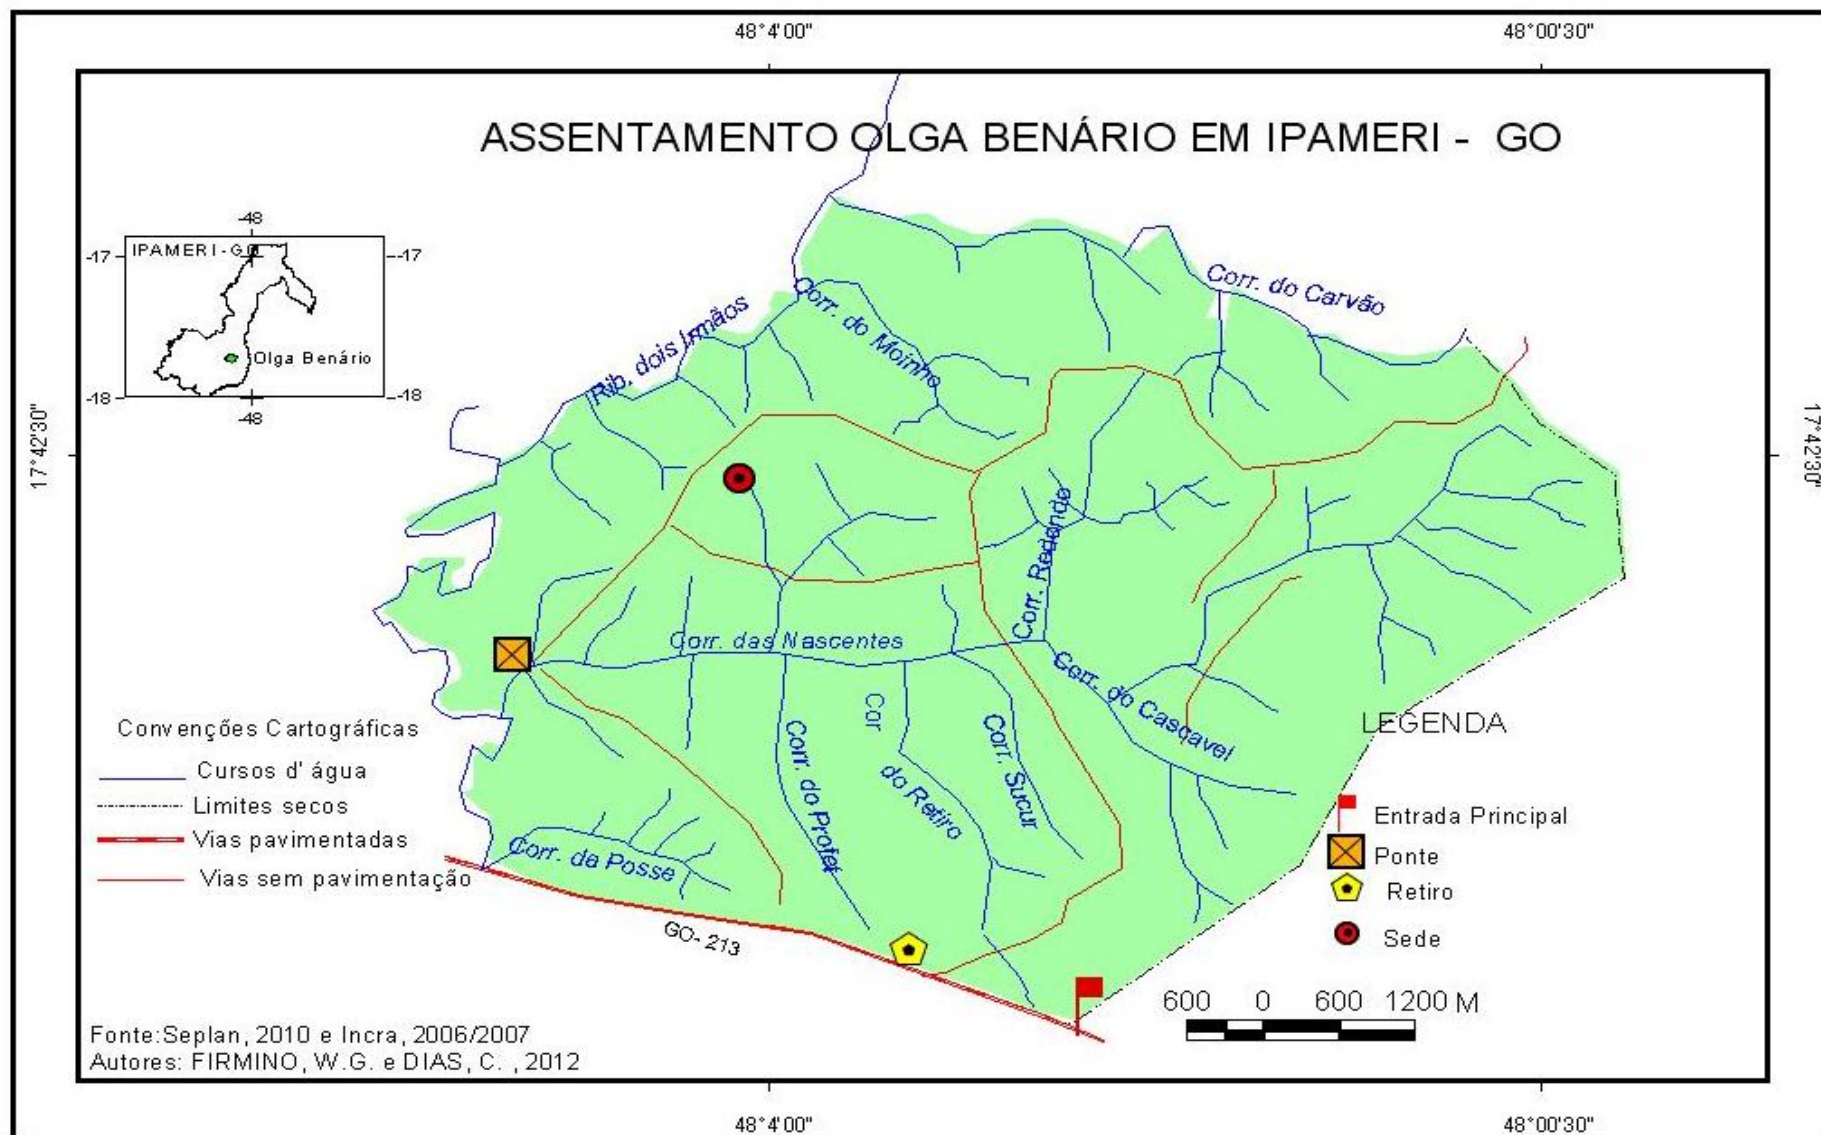 48°4'00"
48°00'30"
ASSENTAMENTO OLGA BENÁRIO EM IPAMERI - GO
-48
IPAMERI-GO
-17
-17
Olga Benário
-18
-18
-48
Corr. do Carvão
Corr. do Moinho
Rib. dois Irmãos
17°42'30"
17°42'30"
Corr. Redondo
Corr. das Nascentes
Corr. do Cascavel
Cor
do Retiro
Corr. Sucur
Corr. do Profet
Corr. da Posse
GO- 213
Convenções Cartográficas
Cursos d' água
Limites secos
Vias pavimentadas
Vias sem pavimentação
LEGENDA
Entrada Principal
Ponte
Retiro
Sede
600 0 600 1200 M
Fonte:Seplan, 2010 e Incra, 2006/2007
Autores: FIRMINO, W.G. e DIAS, C. , 2012
48°4'00"
48°00'30"